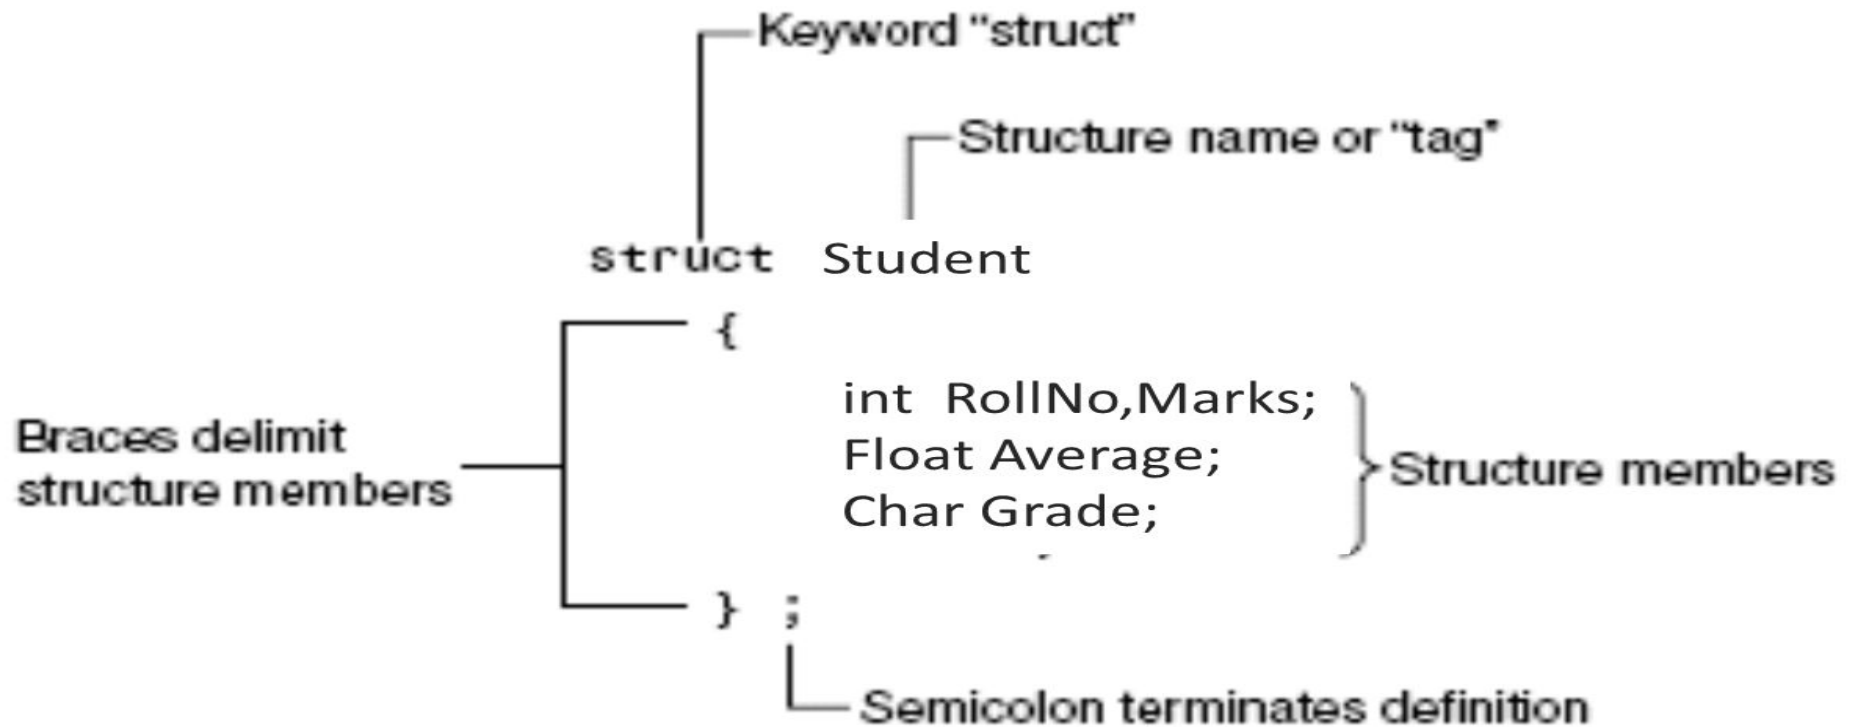 Keyword “struct”
Structure name or “tag”
struct Student
{
int RollNo,Marks;
Float Average;
Char Grade;
Braces delimit
structure members
Structure members
} ;
Semicolon terminates definition